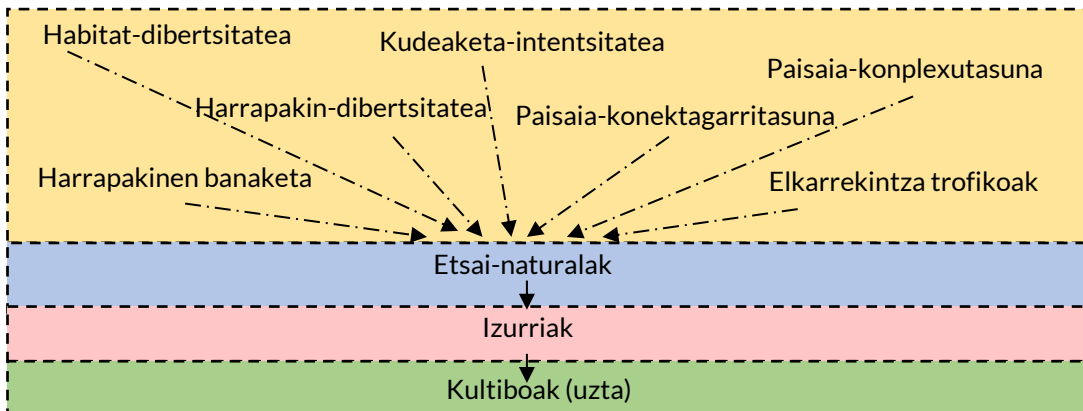 Habitat-dibertsitatea
Kudeaketa-intentsitatea
Paisaia-konplexutasuna
Harrapakin-dibertsitatea
Paisaia-konektagarritasuna
Harrapakinen banaketa
Elkarrekintza trofikoak
Etsai-naturalak
Izurriak
Kultiboak (uzta)